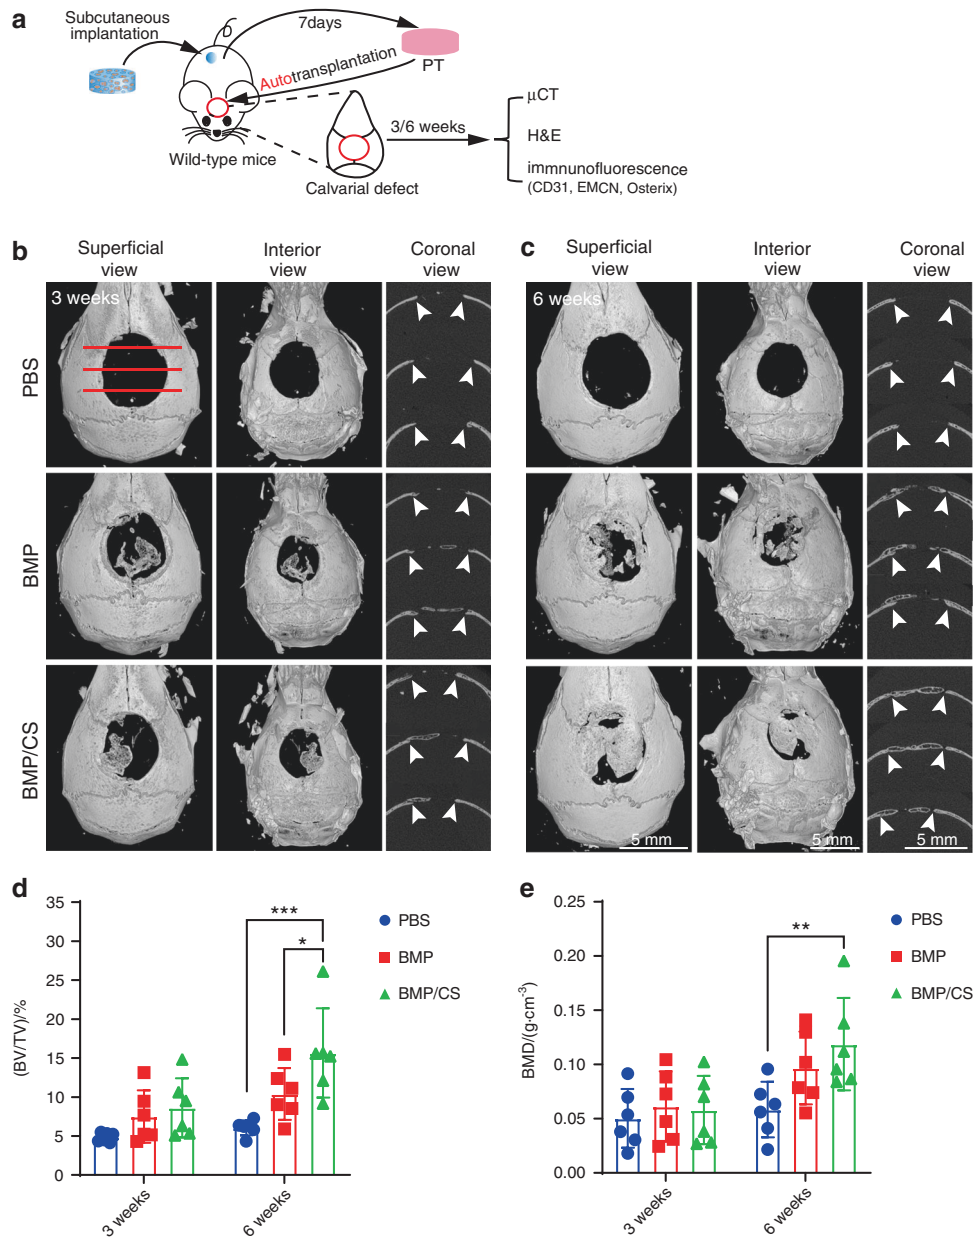 a
Subcutaneous
implantation
7days
PT
Autotransplantation
Wild-type mice
Calvarial defect
3/6 weeks
μCT
H&E
immnunofluorescence
(CD31, EMCN, Osterix)
b
Superficial
view
Interior
view
Coronal
view
3 weeks
PBS
BMP
BMP/CS
c
Superficial
view
Interior
view
Coronal
view
6 weeks
5 mm
5 mm
5 mm
d
(BV/TV)/%
35
30
25
20
15
10
5
0
***
*
3 weeks
6 weeks
PBS
BMP
BMP/CS
e
BMD/(g·cm-3)
0.25
0.20
0.15
0.10
0.05
0.00
**
3 weeks
6 weeks
PBS
BMP
BMP/CS